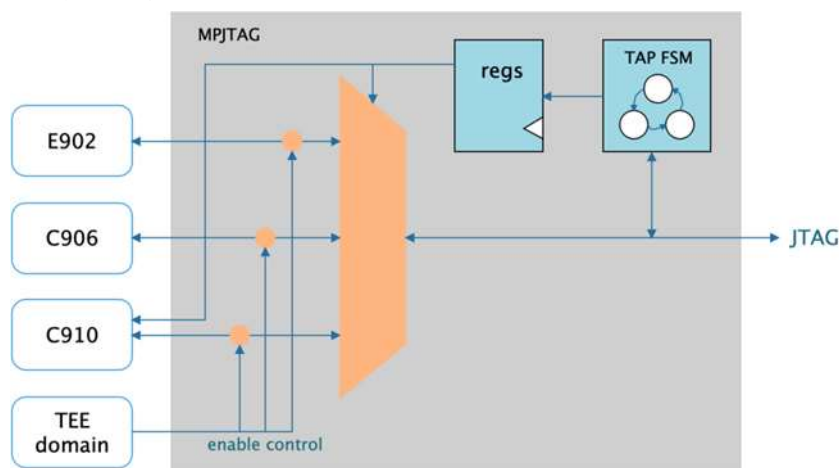 MPJTAG
regs
TAP FSM
E902
C906
JTAG
C910
TEE
domain
enable control